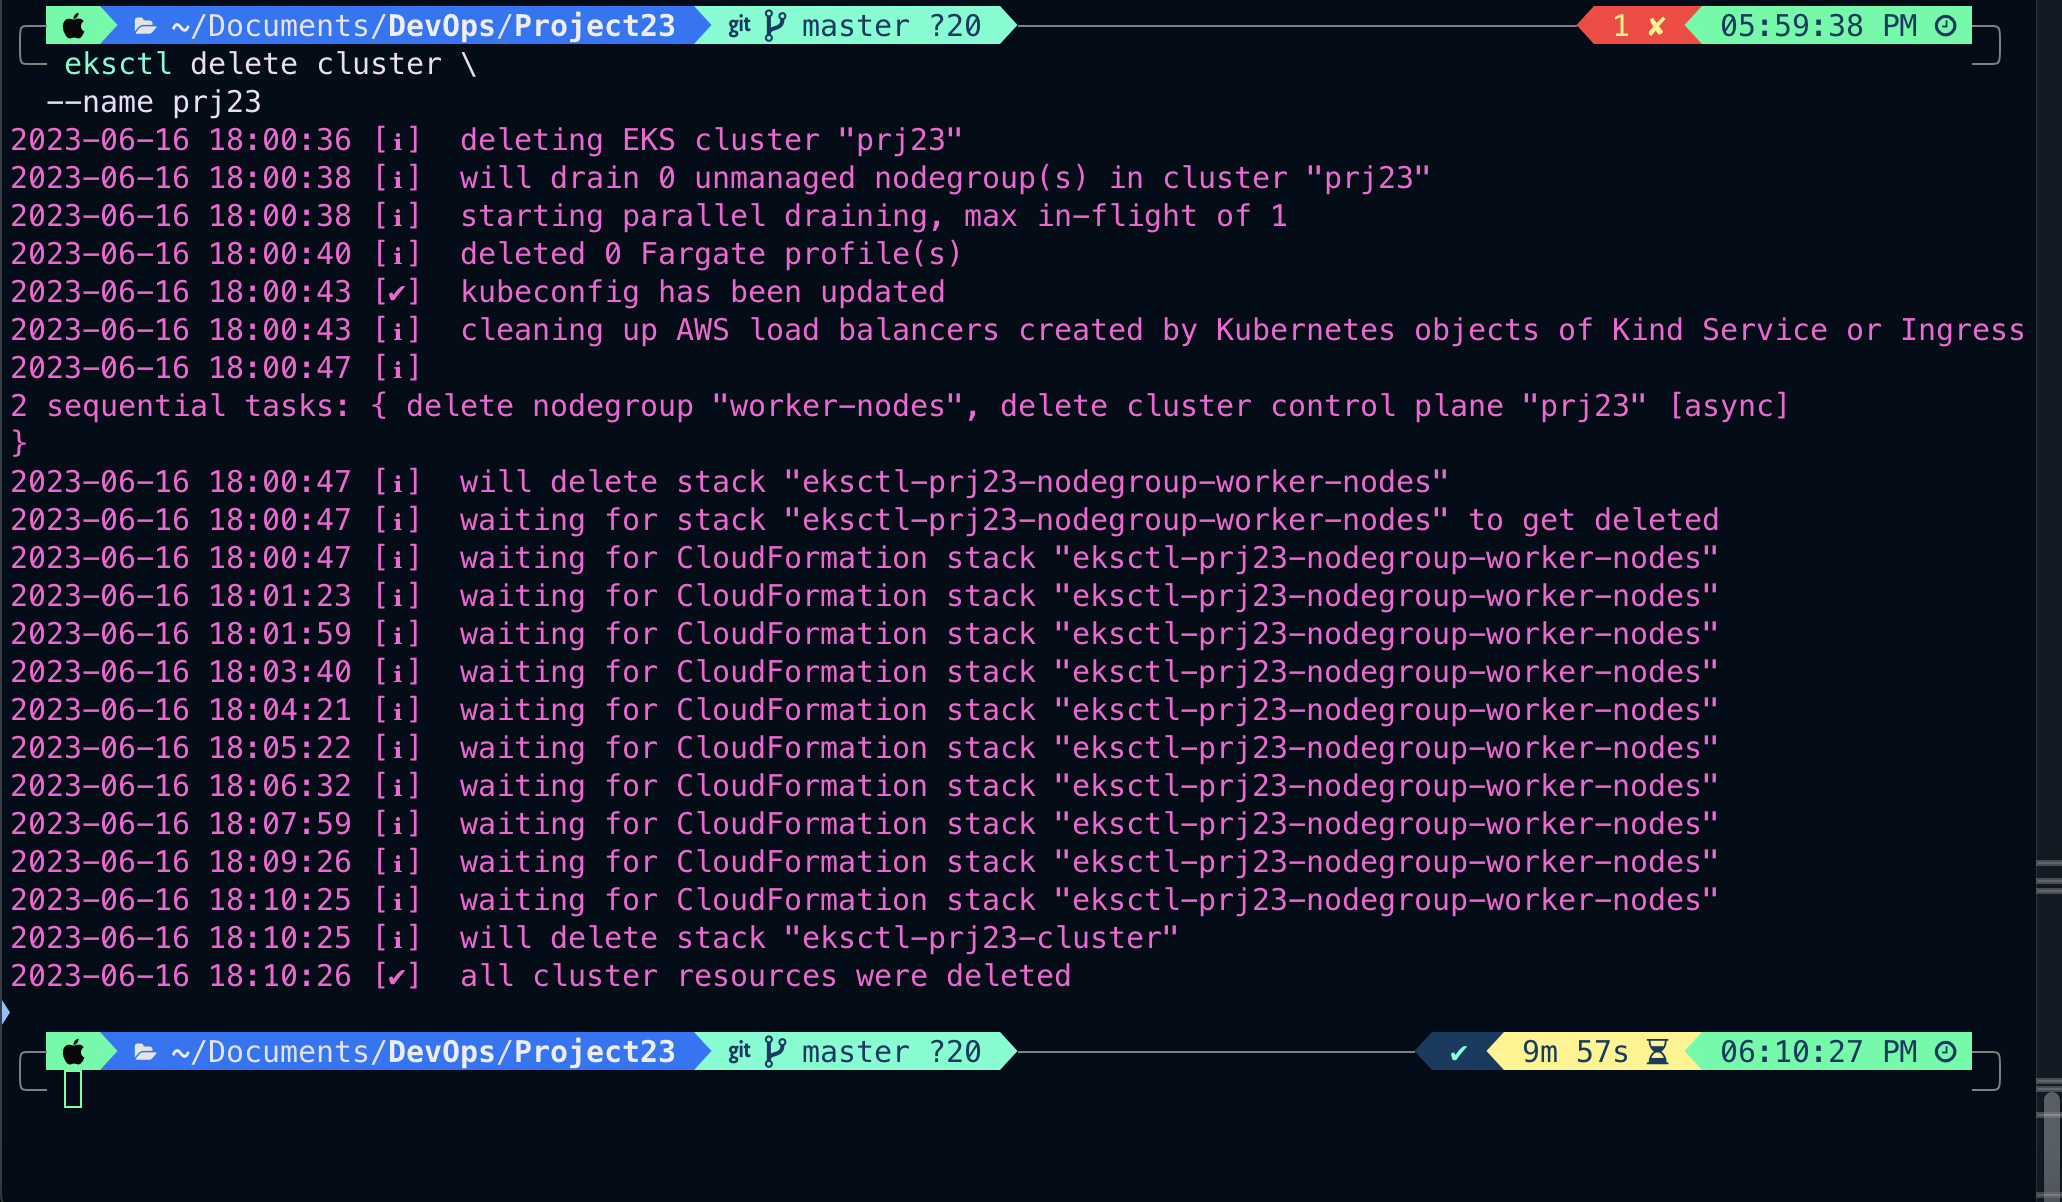 ~/Documents/DevOps/Project23 git master ?20 1 ✘ 05:59:38 PM
eksctl delete cluster \
--name prj23
2023-06-16 18:00:36 [ℹ]  deleting EKS cluster "prj23"
2023-06-16 18:00:38 [ℹ]  will drain 0 unmanaged nodegroup(s) in cluster "prj23"
2023-06-16 18:00:38 [ℹ]  starting parallel draining, max in-flight of 1
2023-06-16 18:00:40 [ℹ]  deleted 0 Fargate profile(s)
2023-06-16 18:00:43 [✔]  kubeconfig has been updated
2023-06-16 18:00:43 [ℹ]  cleaning up AWS load balancers created by Kubernetes objects of Kind Service or Ingress
2023-06-16 18:00:47 [ℹ]
2 sequential tasks: { delete nodegroup "worker-nodes", delete cluster control plane "prj23" [async]
}
2023-06-16 18:00:47 [ℹ]  will delete stack "eksctl-prj23-nodegroup-worker-nodes"
2023-06-16 18:00:47 [ℹ]  waiting for stack "eksctl-prj23-nodegroup-worker-nodes" to get deleted
2023-06-16 18:00:47 [ℹ]  waiting for CloudFormation stack "eksctl-prj23-nodegroup-worker-nodes"
2023-06-16 18:01:23 [ℹ]  waiting for CloudFormation stack "eksctl-prj23-nodegroup-worker-nodes"
2023-06-16 18:01:59 [ℹ]  waiting for CloudFormation stack "eksctl-prj23-nodegroup-worker-nodes"
2023-06-16 18:03:40 [ℹ]  waiting for CloudFormation stack "eksctl-prj23-nodegroup-worker-nodes"
2023-06-16 18:04:21 [ℹ]  waiting for CloudFormation stack "eksctl-prj23-nodegroup-worker-nodes"
2023-06-16 18:05:22 [ℹ]  waiting for CloudFormation stack "eksctl-prj23-nodegroup-worker-nodes"
2023-06-16 18:06:32 [ℹ]  waiting for CloudFormation stack "eksctl-prj23-nodegroup-worker-nodes"
2023-06-16 18:07:59 [ℹ]  waiting for CloudFormation stack "eksctl-prj23-nodegroup-worker-nodes"
2023-06-16 18:09:26 [ℹ]  waiting for CloudFormation stack "eksctl-prj23-nodegroup-worker-nodes"
2023-06-16 18:10:25 [ℹ]  waiting for CloudFormation stack "eksctl-prj23-nodegroup-worker-nodes"
2023-06-16 18:10:25 [ℹ]  will delete stack "eksctl-prj23-cluster"
2023-06-16 18:10:26 [✔]  all cluster resources were deleted
~/Documents/DevOps/Project23 git master ?20 ✔ 9m 57s 06:10:27 PM